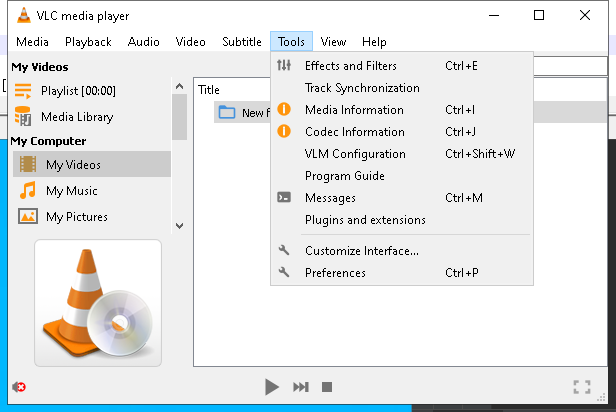 VLC media player
Media Playback Audio Video Subtitle Tools View Help
My Videos
Playlist [00:00]
Media Library
My Computer
My Videos
My Music
My Pictures
Title
New f
Effects and Filters Ctrl+E
Track Synchronization
Media Information Ctrl+I
Codec Information Ctrl+J
VLM Configuration Ctrl+Shift+W
Program Guide
Messages Ctrl+M
Plugins and extensions
Customize Interface...
Preferences Ctrl+P